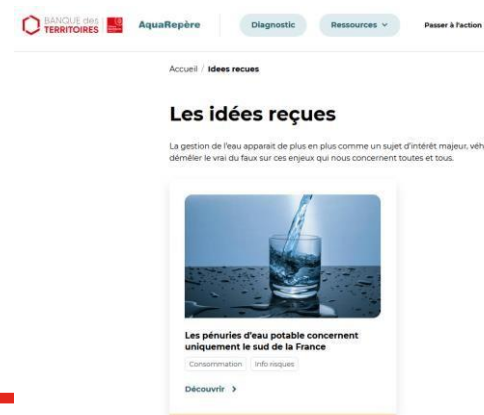 BANQUE des
TERRITOIRES
AquaRepère
Diagnostic
Ressources
Passer à l'action
Accueil / Idees recues
Les idées reçues
La gestion de l'eau apparait de plus en plus comme un sujet d'intérêt majeur, véh
démêler le vrai du faux sur ces enjeux qui nous concernent toutes et tous.
Les pénuries d'eau potable concernent
uniquement le sud de la France
Consommation
Info risques
Découvrir >